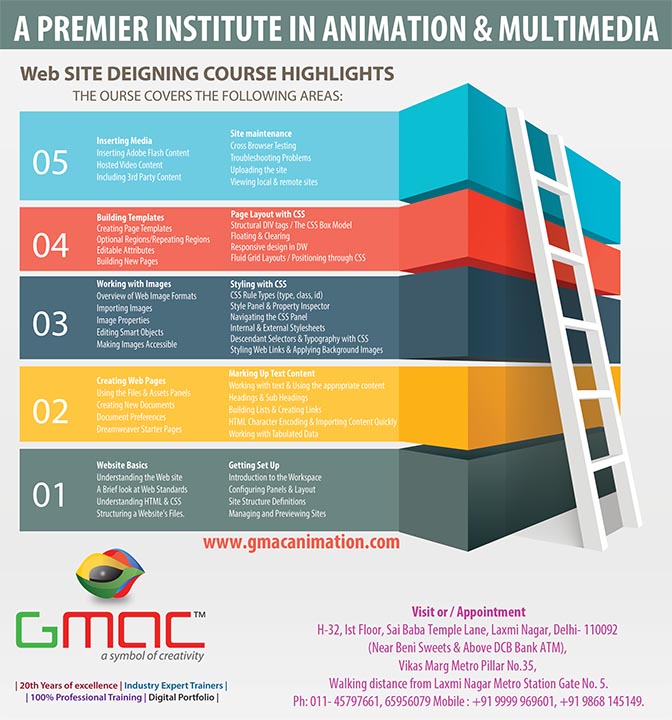 A PREMIER INSTITUTE IN ANIMATION & MULTIMEDIA
Web SITE DEIGNING COURSE HIGHLIGHTS
THE OURSE COVERS THE FOLLOWING AREAS:
05
Inserting Media
Inserting Adobe Flash Content
Hosted Video Content
Including 3rd Party Content
Site maintenance
Cross Browser Testing
Troubleshooting Problems
Uploading the site
Viewing local & remote sites
04
Building Templates
Creating Page Templates
Optional Regions/Repeating Regions
Editable Attributes
Building New Pages
Page Layout with CSS
Structural DIV tags / The CSS Box Model
Floating & Clearing
Responsive design in DW
Fluid Grid Layouts / Positioning through CSS
03
Working with Images
Overview of Web Image Formats
Importing Images
Image Properties
Editing Smart Objects
Making Images Accessible
Styling with CSS
CSS Rule Types (type, class, id)
Style Panel & Property Inspector
Navigating the CSS Panel
Internal & External Stylesheets
Descendant Selectors & Typography with CSS
Styling Web Links & Applying Background Images
02
Creating Web Pages
Using the Files & Assets Panels
Creating New Documents
Document Preferences
Dreamweaver Starter Pages
Marking Up Text Content
Working with text & Using the appropriate content
Headings & Sub Headings
Building Lists & Creating Links
HTML Character Encoding & Importing Content Quickly
Working with Tabulated Data
01
Website Basics
Understanding the Web site
A Brief look at Web Standards
Understanding HTML & CSS
Structuring a Website's Files.
Getting Set Up
Introduction to the Workspace
Configuring Panels & Layout
Site Structure Definitions
Managing and Previewing Sites
www.gmacanimation.com
GMAC™
a symbol of creativity
| 20th Years of excellence | Industry Expert Trainers |
| 100% Professional Training | Digital Portfolio |
Visit or / Appointment
H-32, Ist Floor, Sai Baba Temple Lane, Laxmi Nagar, Delhi- 110092
(Near Beni Sweets & Above DCB Bank ATM),
Vikas Marg Metro Pillar No.35,
Walking distance from Laxmi Nagar Metro Station Gate No. 5.
Ph: 011- 45797661, 65956079 Mobile : +91 9999 969601, +91 9868 145149.